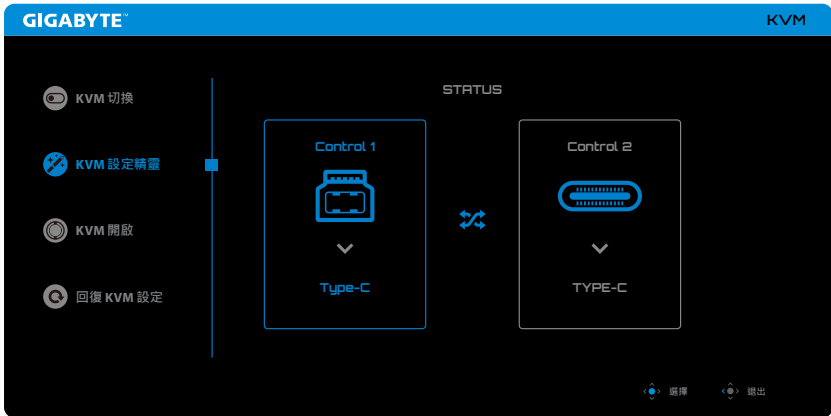 GIGABYTE™
KVM
KVM 切換
KVM 設定精靈
KVM 開啟
回復 KVM 設定
STATUS
Control 1
Type-C
Control 2
TYPE-C
選擇
退出